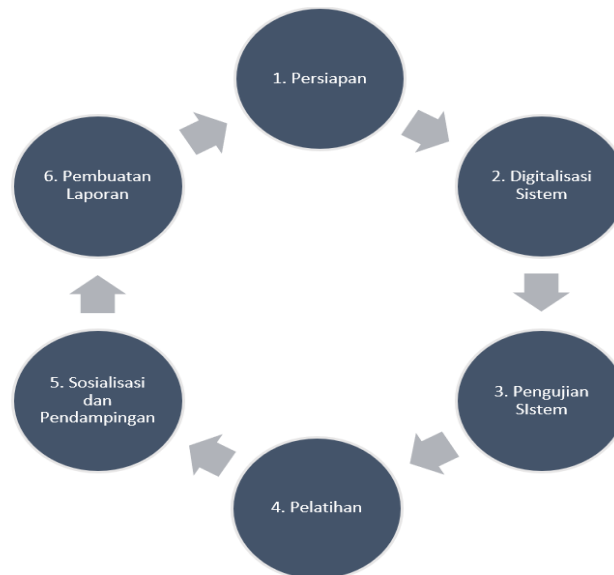 1. Persiapan
2. Digitalisasi
Sistem
3. Pengujian
SIstem
4. Pelatihan
5. Sosialisasi
dan
Pendampingan
6. Pembuatan
Laporan